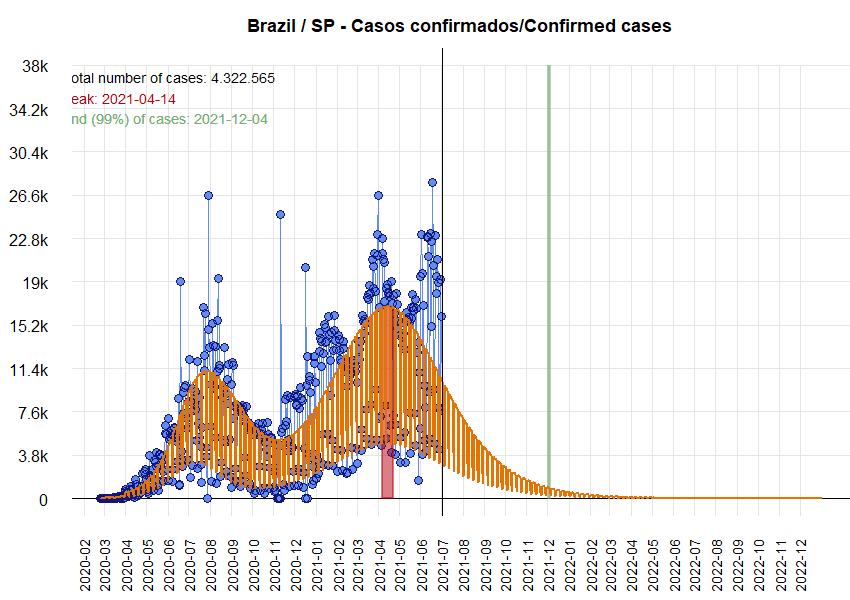 Brazil / SP - Casos confirmados/Confirmed cases
38k
34.2k
30.4k
26.6k
22.8k
19k
15.2k
11.4k
7.6k
3.8k
0
otal number of cases: 4.322.565
eak: 2021-04-14
nd (99%) of cases: 2021-12-04
2020-02
2020-03
2020-04
2020-05
2020-06
2020-07
2020-08
2020-09
2020-10
2020-11
2020-12
2021-01
2021-02
2021-03
2021-04
2021-05
2021-06
2021-07
2021-08
2021-09
2021-10
2021-11
2021-12
2022-01
2022-02
2022-03
2022-04
2022-05
2022-06
2022-07
2022-08
2022-09
2022-10
2022-11
2022-12